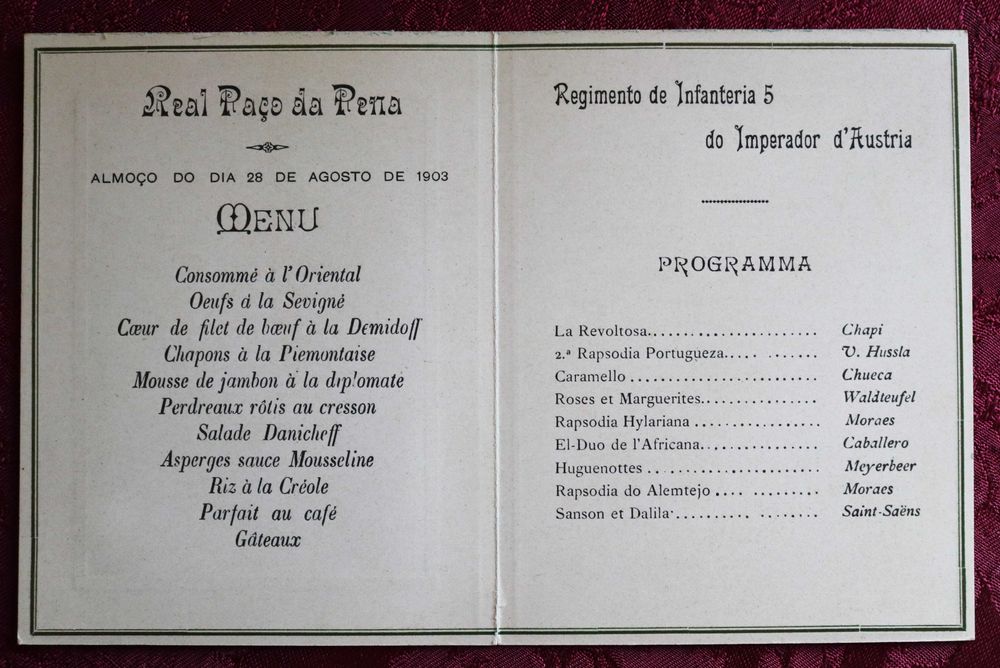 Real Paço da Pena
ALMOÇO DO DIA 28 DE AGOSTO DE 1903
MENU
Consommé à l'Oriental
Oeufs á la Sevigné
Cœur de filet de bœuf à la Demidoff
Chapons à la Piemontaise
Mousse de jambon à la diplomate
Perdreaux rôtis au cresson
Salade Danicheff
Asperges sauce Mousseline
Riz à la Créole
Parfait au café
Gâteaux
Regimento de Infanteria 5
do Imperador d'Austria
PROGRAMMA
La Revoltosa........................ Chapi
2.ª Rapsodia Portugueza..... ....... V. Hussla
Caramello ........................ Chueca
Roses et Marguerites................ Waldteufel
Rapsodia Hylariana ................. Moraes
El-Duo de l'Africana................ Caballero
Huguenottes ....................... Meyerbeer
Rapsodia do Alemtejo .... ......... Moraes
Sanson et Dalila........... ........ Saint-Saëns